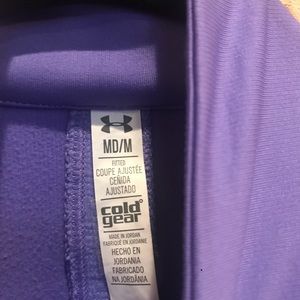 MD/M
FITTED
COUPE AJUSTÉE
CEÑIDA
AJUSTADO
cold
gear
MADE IN JORDAN
FABRIQUÉ EN JORDANIE
HECHO EN
JORDAN
FABRICADO
NA JORDÂNIA